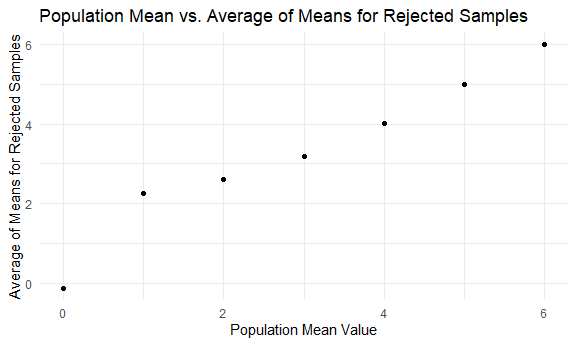 Population Mean vs. Average of Means for Rejected Samples
Average of Means for Rejected Samples
6
4
2
0
0 2 4 6
Population Mean Value